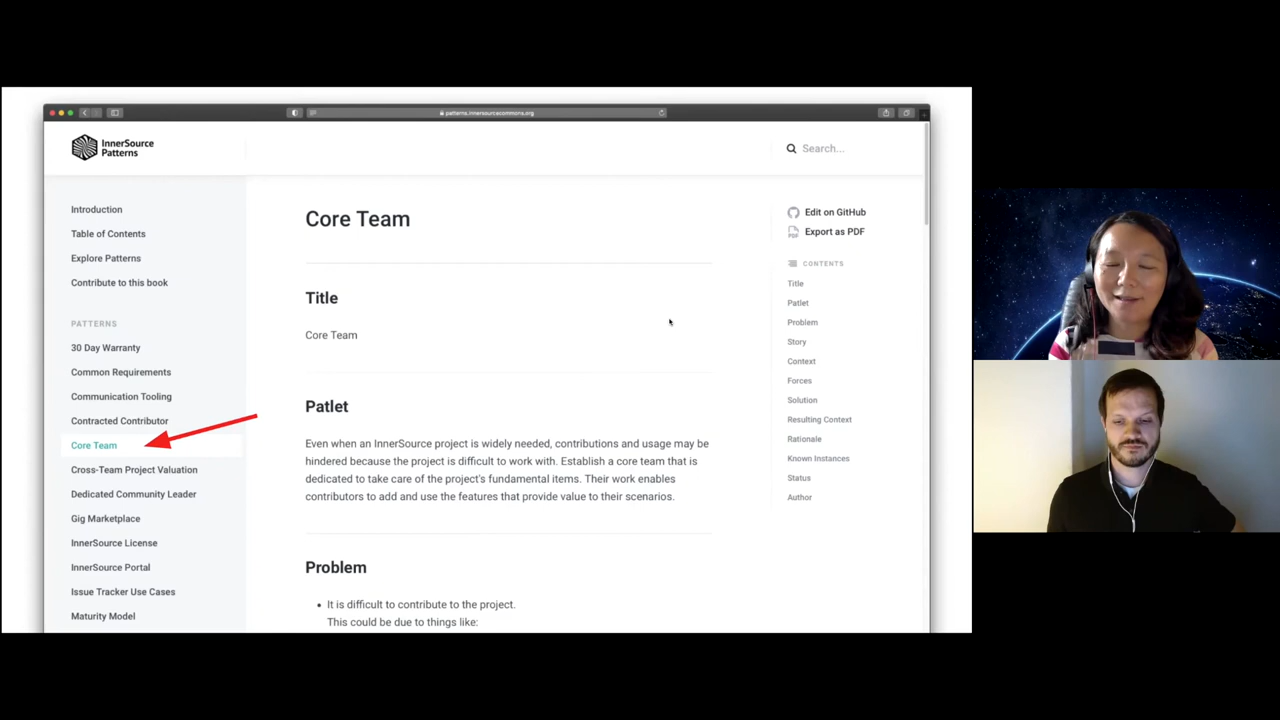 patterns.innersourcecommons.org
InnerSource
Patterns
Search...
Introduction
Table of Contents
Explore Patterns
Contribute to this book
PATTERNS
30 Day Warranty
Common Requirements
Communication Tooling
Contracted Contributor
Core Team
Cross-Team Project Valuation
Dedicated Community Leader
Gig Marketplace
InnerSource License
InnerSource Portal
Issue Tracker Use Cases
Maturity Model
Core Team
Title
Core Team
Patlet
Even when an InnerSource project is widely needed, contributions and usage may be
hindered because the project is difficult to work with. Establish a core team that is
dedicated to take care of the project's fundamental items. Their work enables
contributors to add and use the features that provide value to their scenarios.
Problem
• It is difficult to contribute to the project.
This could be due to things like:
Edit on GitHub
PDF
Export as PDF
CONTENTS
Title
Patlet
Problem
Story
Context
Forces
Solution
Resulting Context
Rationale
Known Instances
Status
Author